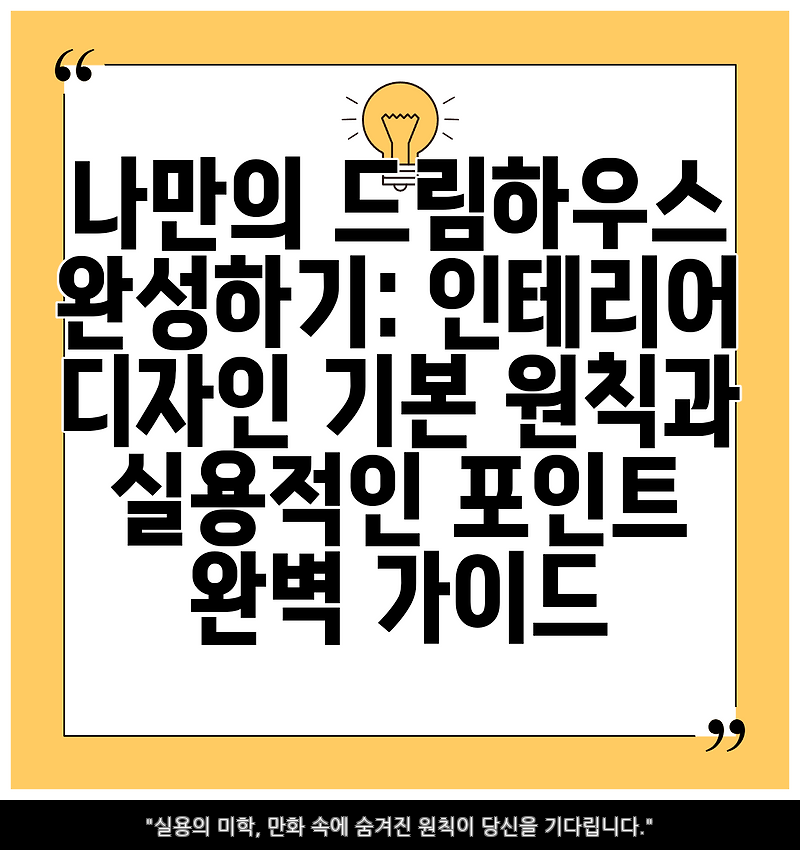 나만의 드림하우스
완성하기: 인테리어
디자인 기본 원칙과
실용적인 포인트
완벽 가이드
"실용의 미학, 만화 속에 숨겨진 원칙이 당신을 기다립니다."